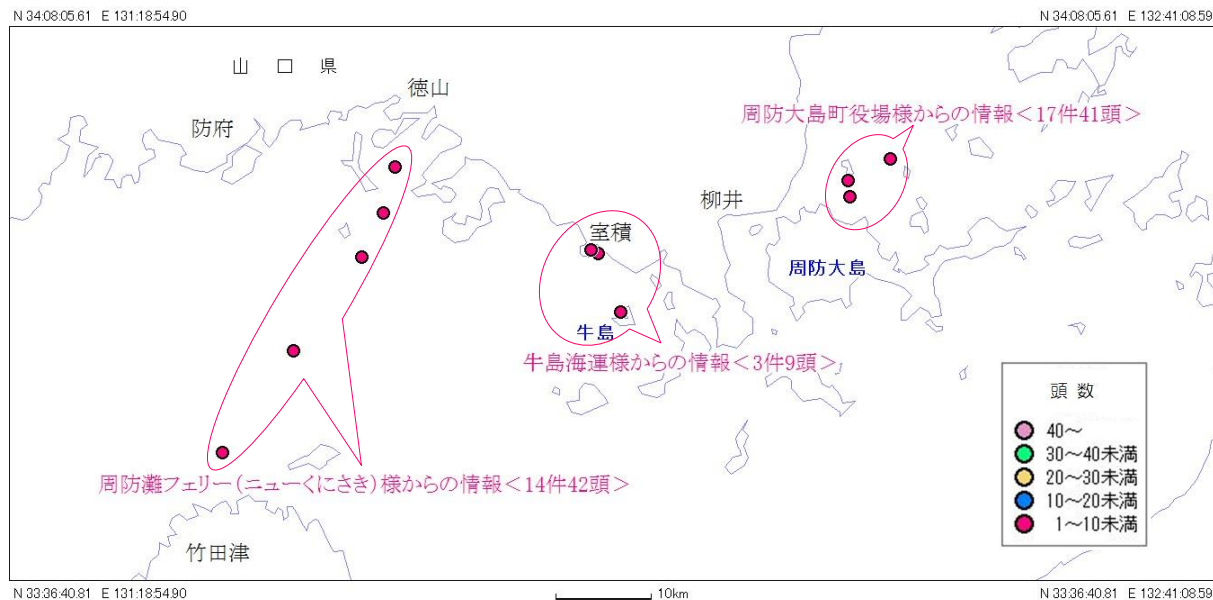 N 34:08:05.61 E 131:18:54.90
N 34:08:05.61 E 132:41:08.59
山口県
徳山
防府
周防大島町役場様からの情報<17件41頭>
柳井
室積
周防大島
牛島
牛島海運様からの情報<3件9頭>
周防灘フェリー(ニューくにさき)様からの情報<14件42頭>
竹田津
頭数
40～
30～40未満
20～30未満
10～20未満
1～10未満
N 33:36:40.81 E 131:18:54.90
10km
N 33:36:40.81 E 132:41:08.59